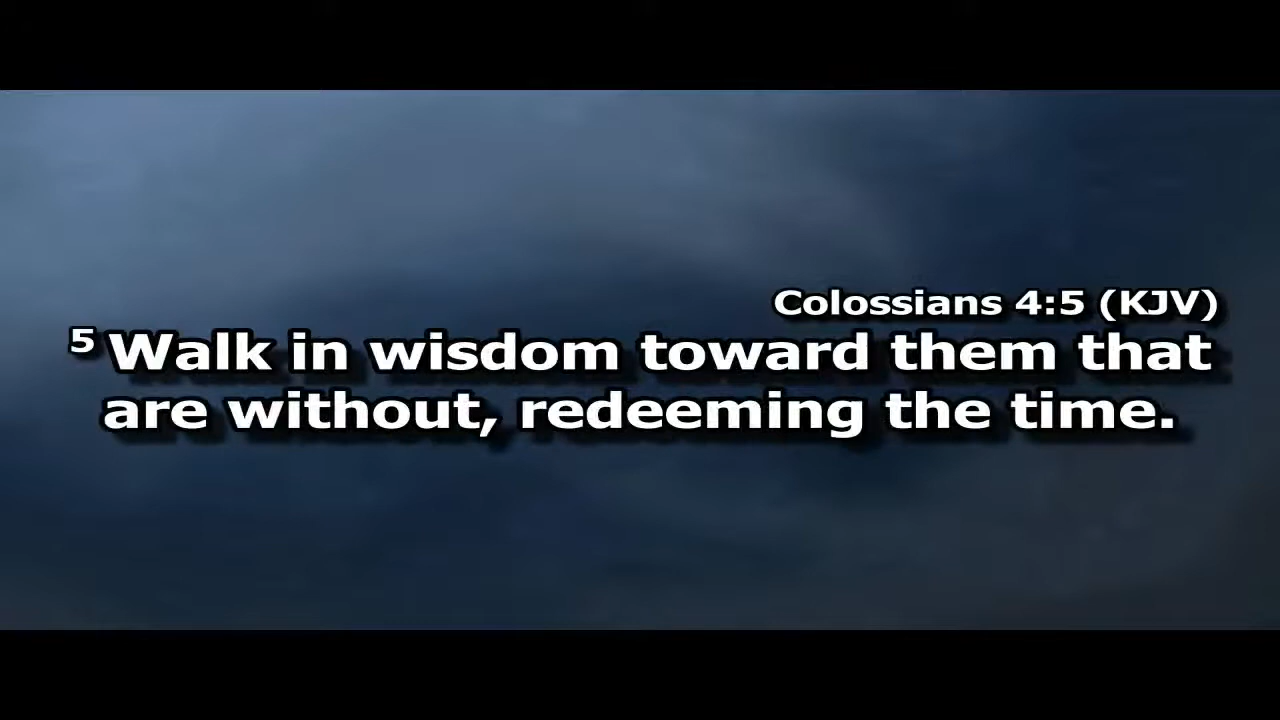 Colossians 4:5 (KJV)
5 Walk in wisdom toward them that
are without, redeeming the time.